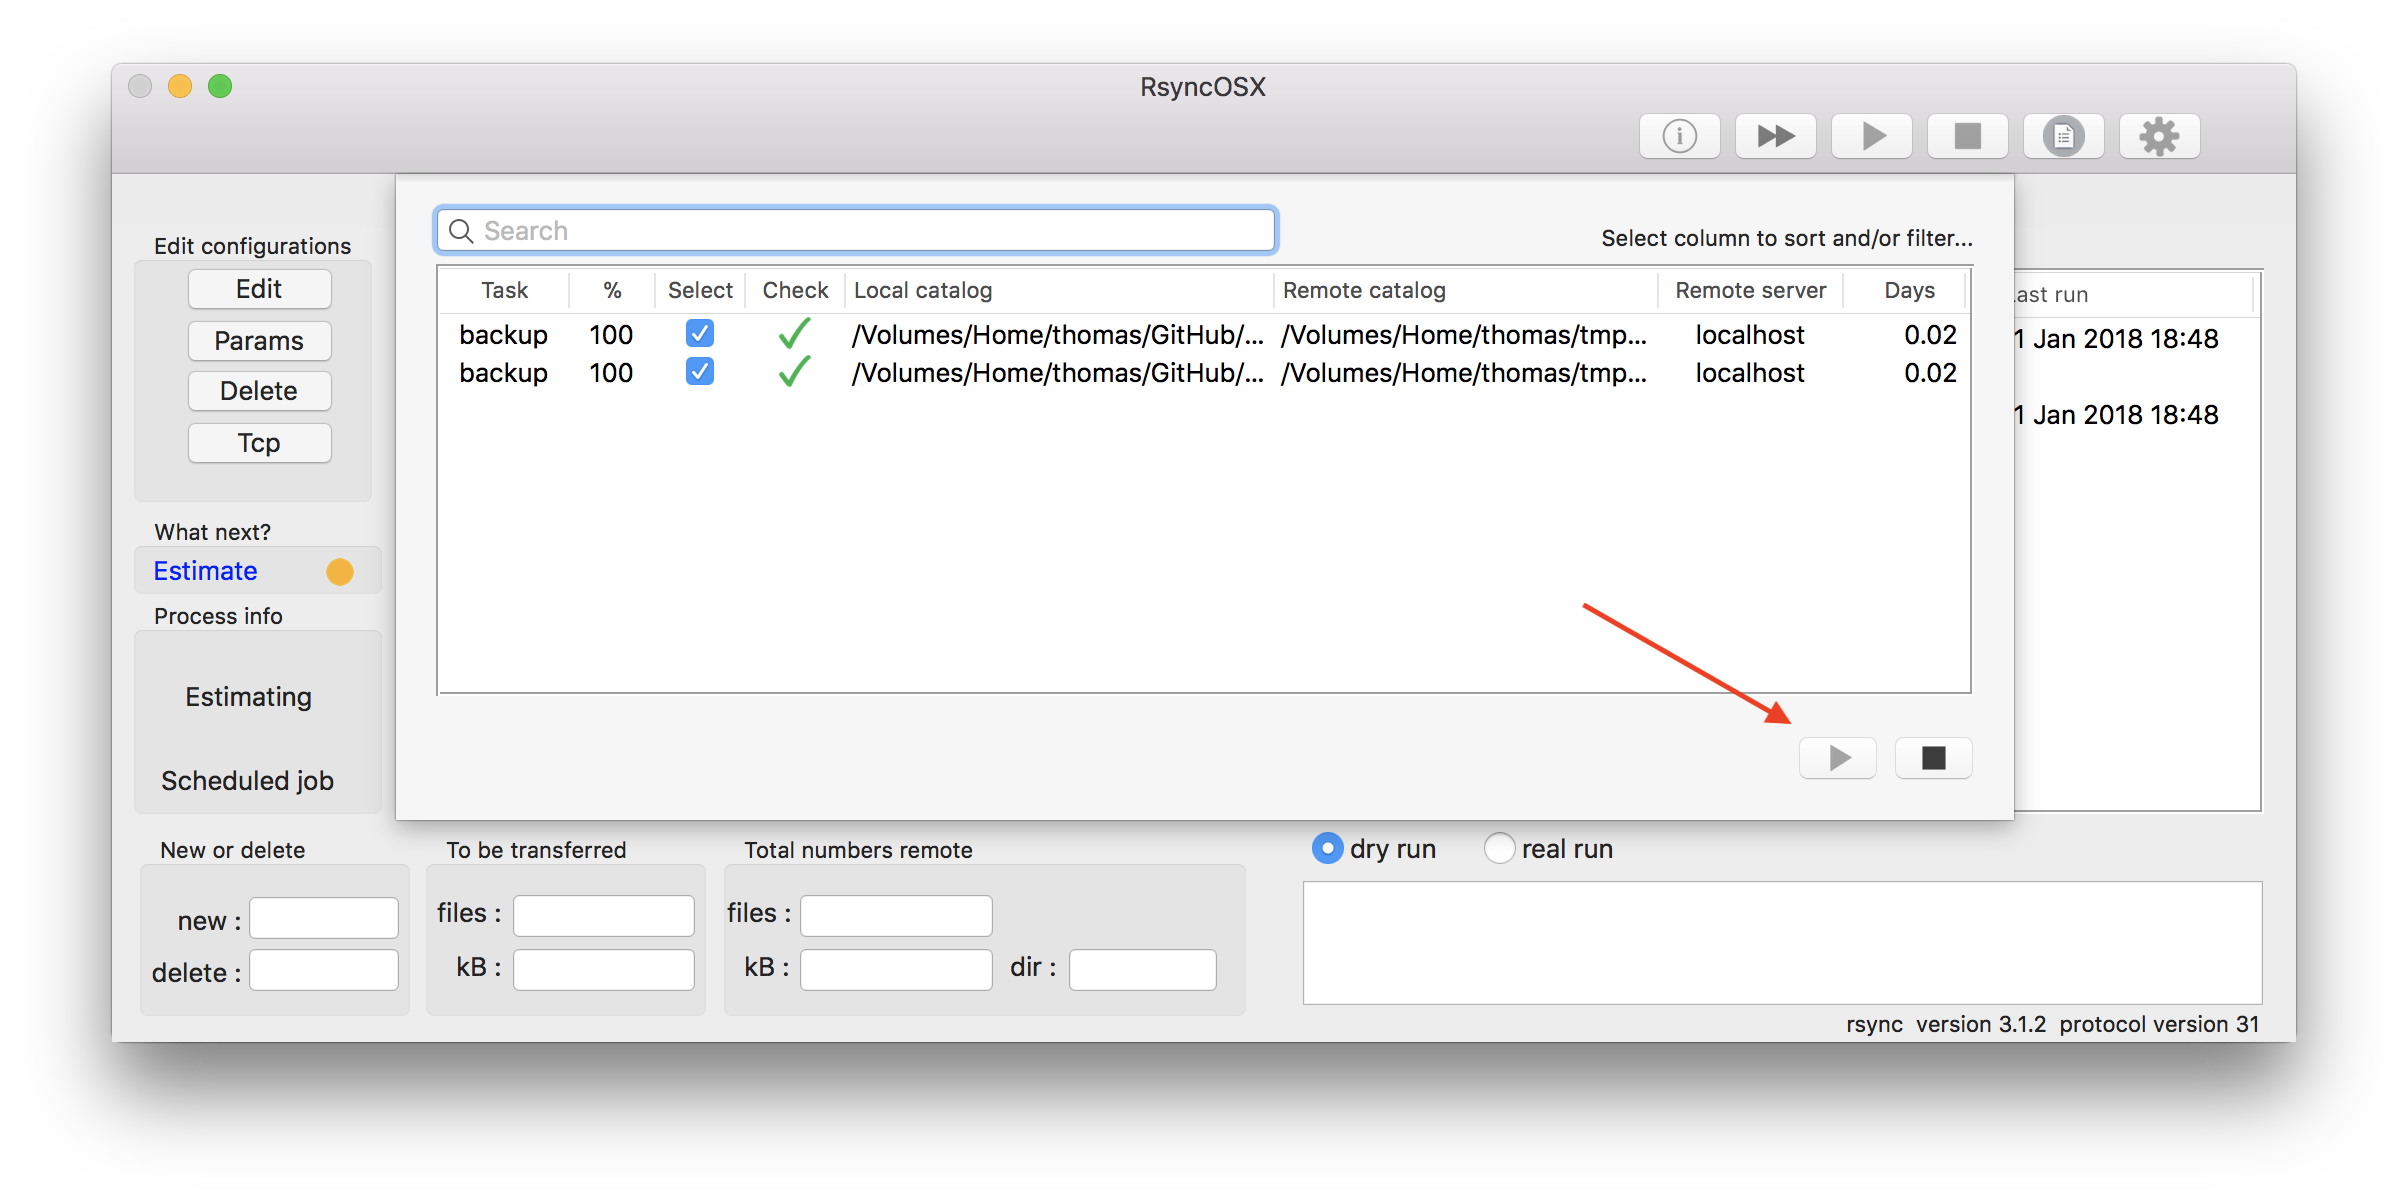 RsyncOSX
Search
Select column to sort and/or filter...
Edit configurations
Edit
Params
Delete
Tcp
Task % Select Check Local catalog Remote catalog Remote server Days
backup 100 /Volumes/Home/thomas/GitHub/... /Volumes/Home/thomas/tmp... localhost 0.02
backup 100 /Volumes/Home/thomas/GitHub/... /Volumes/Home/thomas/tmp... localhost 0.02
ast run
1 Jan 2018 18:48
1 Jan 2018 18:48
What next?
Estimate
Process info
Estimating
Scheduled job
New or delete
new :
delete :
To be transferred
files :
kB :
Total numbers remote
files :
kB :
dir :
dry run
real run
rsync version 3.1.2 protocol version 31